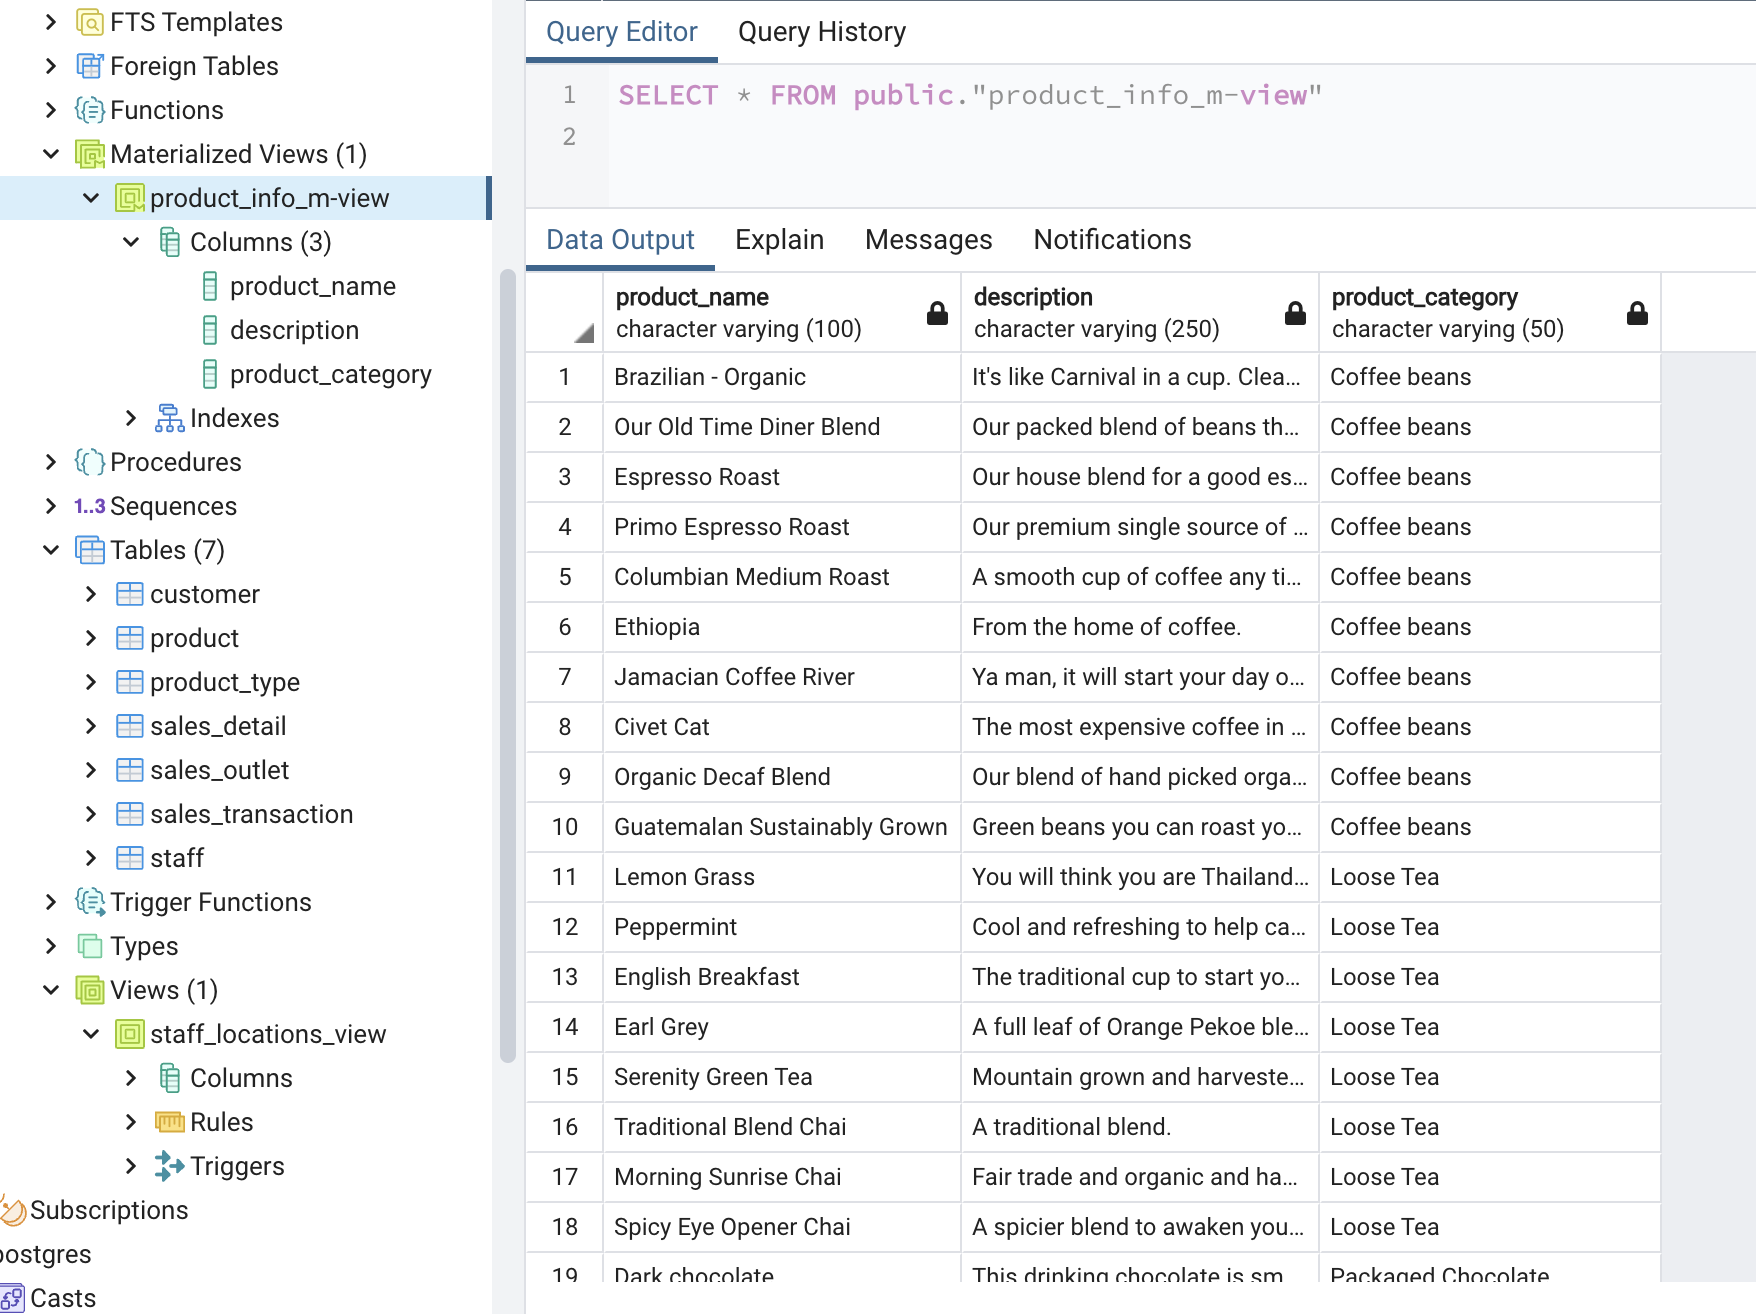 FTS Templates
Foreign Tables
Functions
Materialized Views (1)
product_info_m-view
Columns (3)
product_name
description
product_category
Indexes
Procedures
1..3 Sequences
Tables (7)
customer
product
product_type
sales_detail
sales_outlet
sales_transaction
staff
Trigger Functions
Types
Views (1)
staff_locations_view
Columns
Rules
Triggers
Subscriptions
postgres
Casts
Query Editor Query History
1 SELECT * FROM public."product_info_m-view"
2
Data Output Explain Messages Notifications
product_name description product_category
character varying (100) character varying (250) character varying (50)
1 Brazilian - Organic It's like Carnival in a cup. Clea... Coffee beans
2 Our Old Time Diner Blend Our packed blend of beans th... Coffee beans
3 Espresso Roast Our house blend for a good es... Coffee beans
4 Primo Espresso Roast Our premium single source of ... Coffee beans
5 Columbian Medium Roast A smooth cup of coffee any ti... Coffee beans
6 Ethiopia From the home of coffee. Coffee beans
7 Jamacian Coffee River Ya man, it will start your day o... Coffee beans
8 Civet Cat The most expensive coffee in ... Coffee beans
9 Organic Decaf Blend Our blend of hand picked orga... Coffee beans
10 Guatemalan Sustainably Grown Green beans you can roast yo... Coffee beans
11 Lemon Grass You will think you are Thailand... Loose Tea
12 Peppermint Cool and refreshing to help ca... Loose Tea
13 English Breakfast The traditional cup to start yo... Loose Tea
14 Earl Grey A full leaf of Orange Pekoe ble... Loose Tea
15 Serenity Green Tea Mountain grown and harveste... Loose Tea
16 Traditional Blend Chai A traditional blend. Loose Tea
17 Morning Sunrise Chai Fair trade and organic and ha... Loose Tea
18 Spicy Eye Opener Chai A spicier blend to awaken you... Loose Tea
19 Dark chocolate This drinking chocolate is sm... Packaged Chocolate